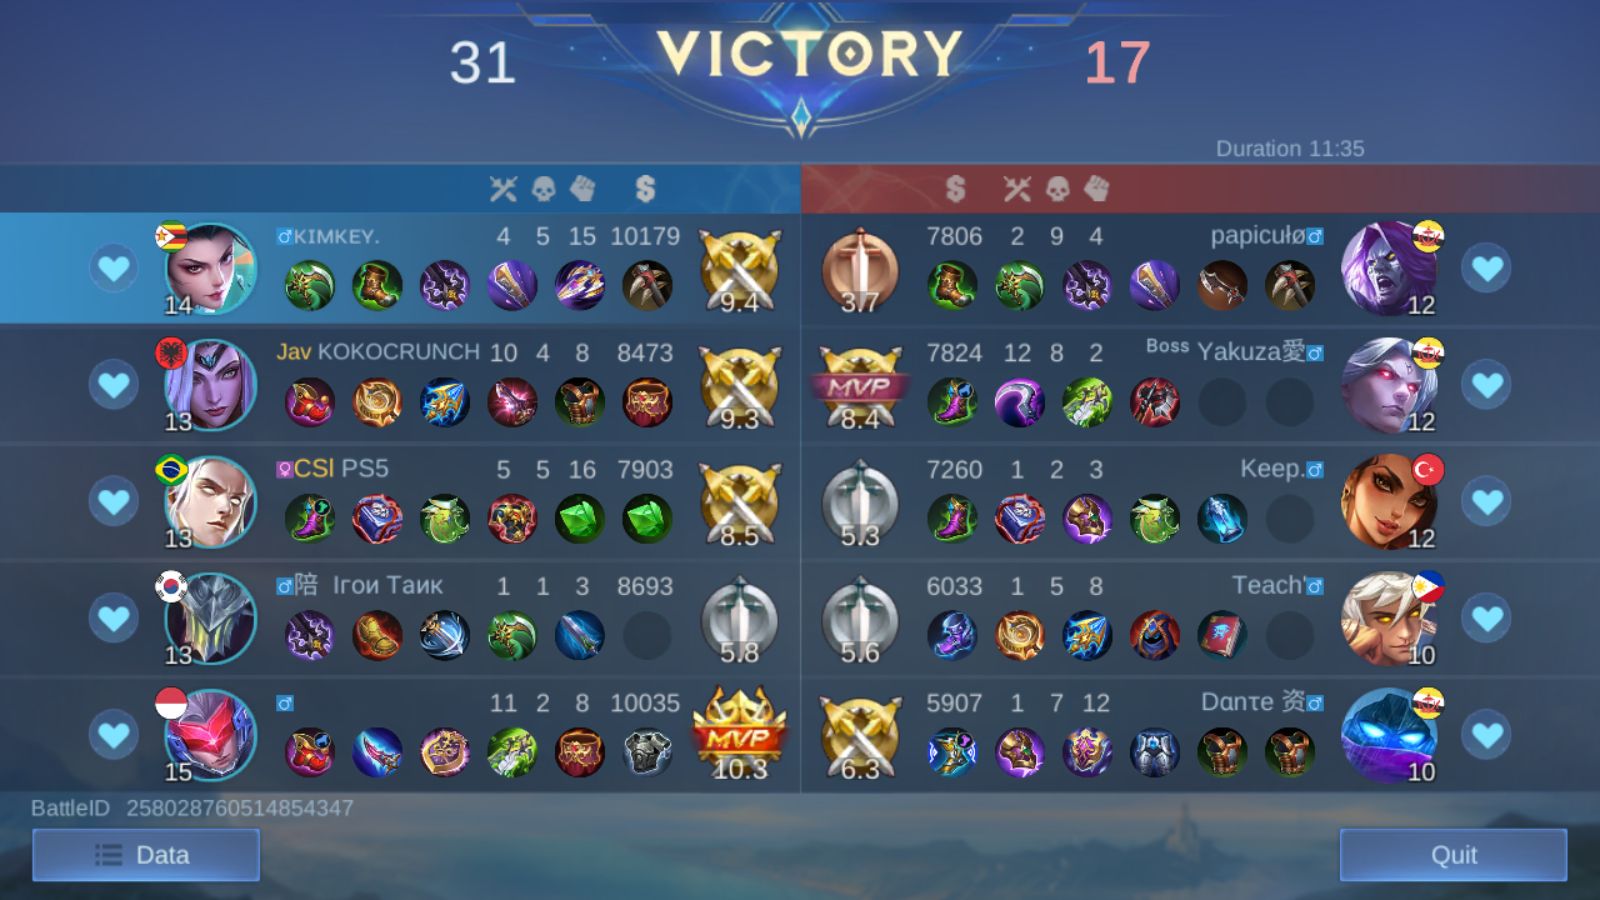 31 VICTORY 17
Duration 11:35
KIMKEY. 4 5 15 10179 9.4 14
3.7 7806 2 9 4 papicułø 12
Jav KOKOCRUNCH 10 4 8 8473 9.3 13
MVP 8.4 7824 12 8 2 Boss Yakuza愛 12
CSI PS5 5 5 16 7903 8.5 13
5.3 7260 1 2 3 Keep. 12
陪 Iгои Таик 1 1 3 8693 5.8 13
5.6 6033 1 5 8 Teach' 10
11 2 8 10035 MVP 10.3 15
6.3 5907 1 7 12 Dαnτe 资 10
BattleID 258028760514854347
Data
Quit